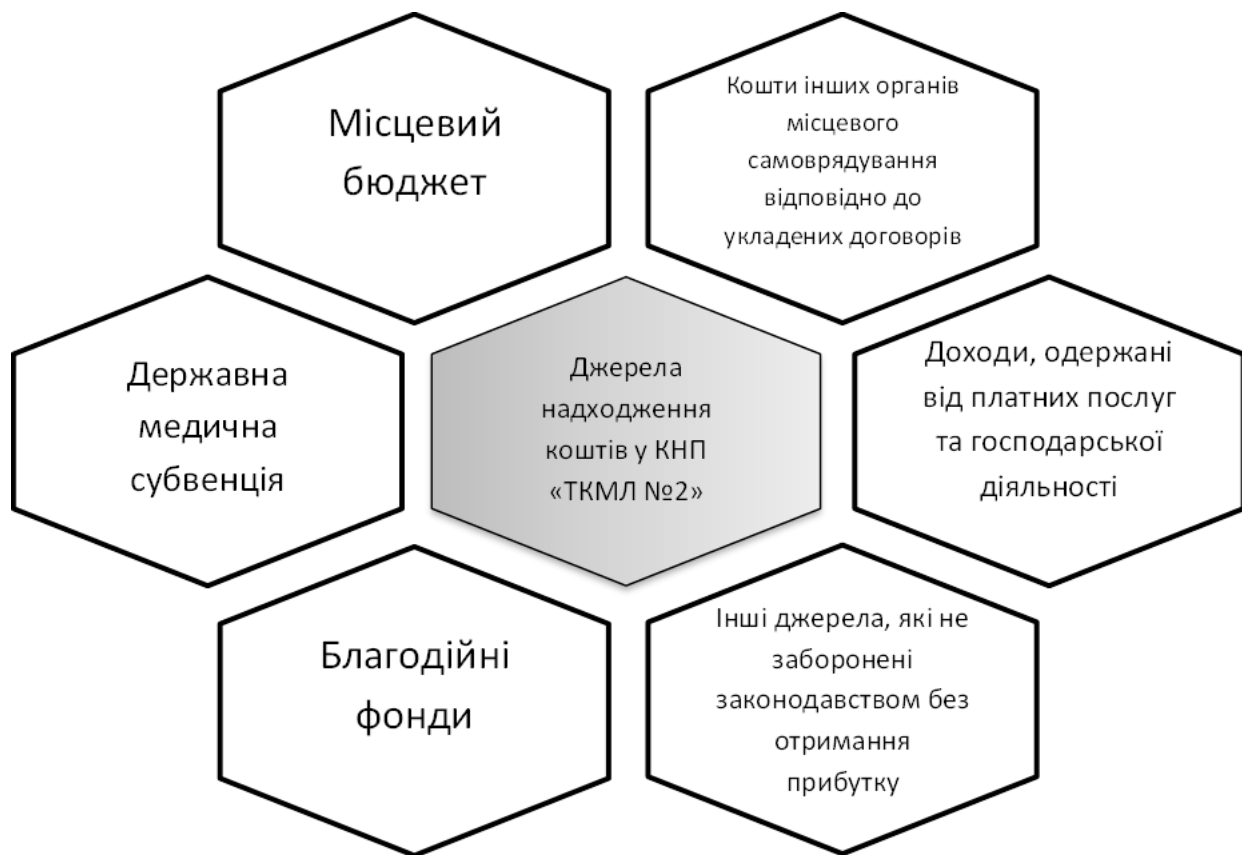 Місцевий
бюджет
Кошти інших органів
місцевого
самоврядування
відповідно до
укладених договорів
Державна
медична
субвенція
Джерела
надходження
коштів у КНП
«ТКМЛ №2»
Доходи, одержані
від платних послуг
та господарської
діяльності
Благодійні
фонди
Інші джерела, які не
заборонені
законодавством без
отримання
прибутку